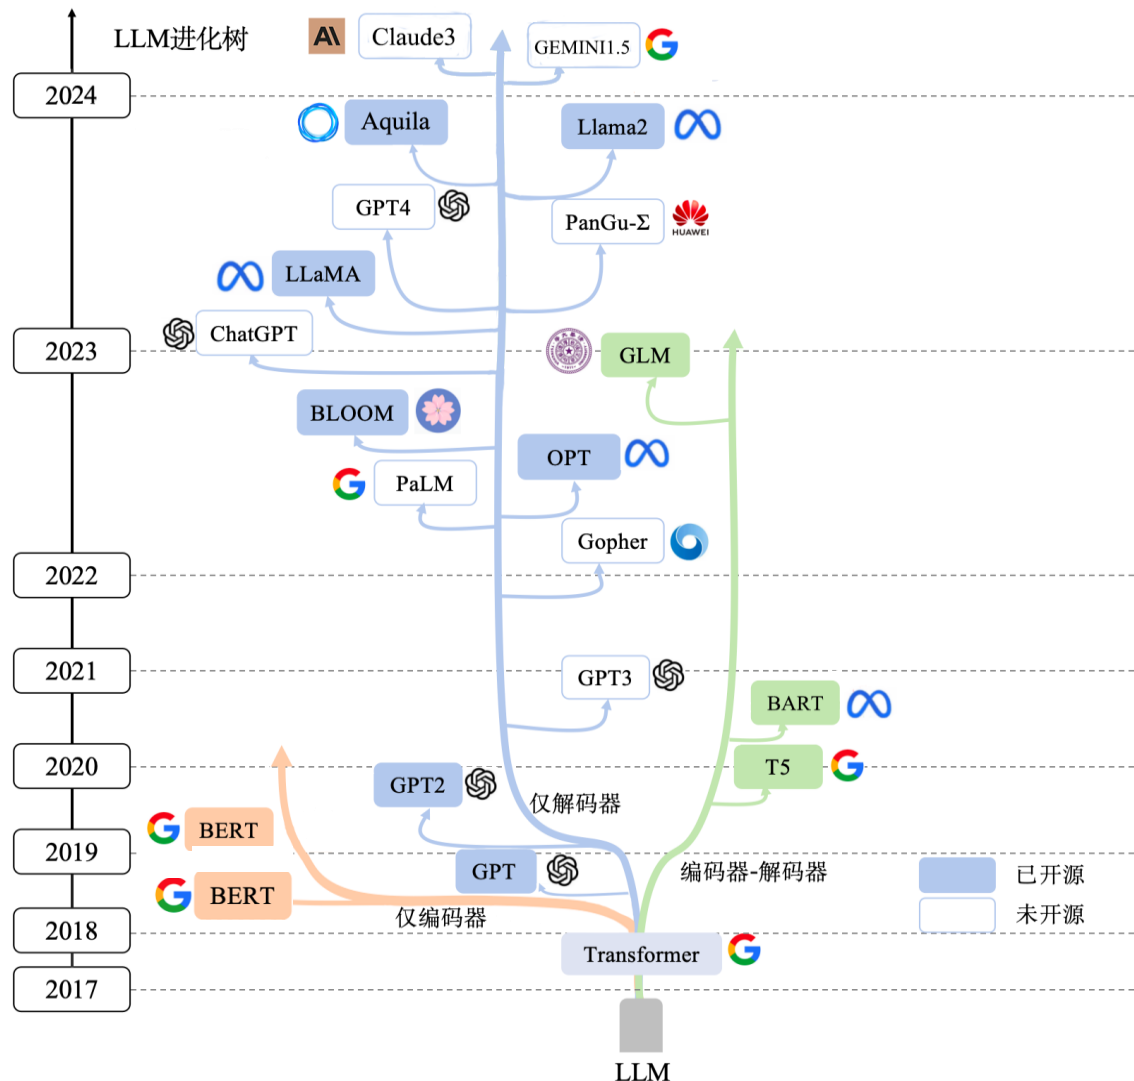 LLM进化树
Claude3
GEMINI1.5
2024
Aquila
Llama2
GPT4
PanGu-Σ
HUAWEI
LLaMA
ChatGPT
2023
GLM
BLOOM
OPT
PaLM
Gopher
2022
2021
GPT3
BART
2020
T5
GPT2
仅解码器
BERT
2019
GPT
编码器-解码器
已开源
BERT
仅编码器
未开源
2018
Transformer
2017
LLM